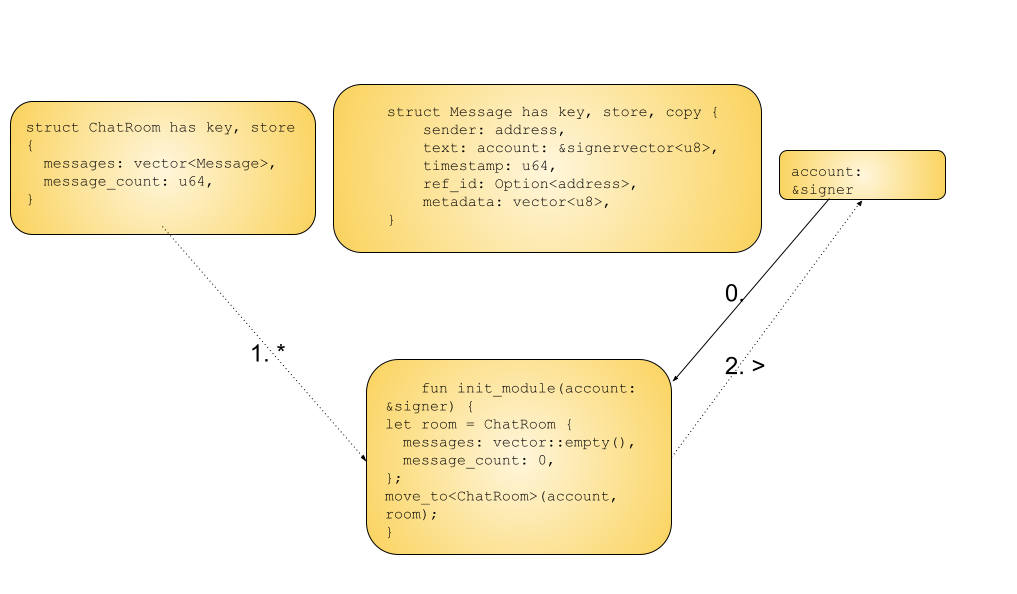 struct ChatRoom has key, store
{
messages: vector<Message>,
message_count: u64,
}
struct Message has key, store, copy {
sender: address,
text: account: &signervector<u8>,
timestamp: u64,
ref_id: Option<address>,
metadata: vector<u8>,
}
account:
&signer
0.
1. *
2. >
fun init_module(account:
&signer) {
let room = ChatRoom {
messages: vector::empty(),
message_count: 0,
};
move_to<ChatRoom>(account,
room);
}